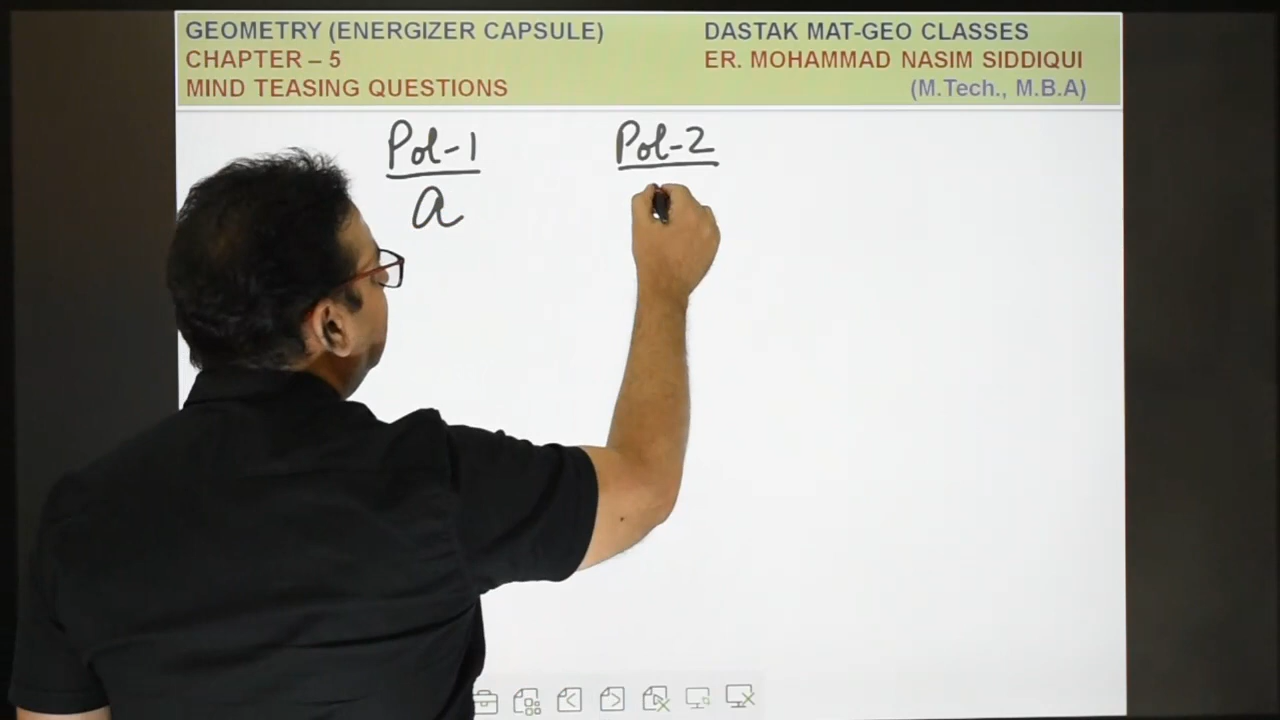 GEOMETRY (ENERGIZER CAPSULE) DASTAK MAT-GEO CLASSES
CHAPTER – 5 ER. MOHAMMAD NASIM SIDDIQUI
MIND TEASING QUESTIONS (M.Tech., M.B.A)
Pol-1 Pol-2
a